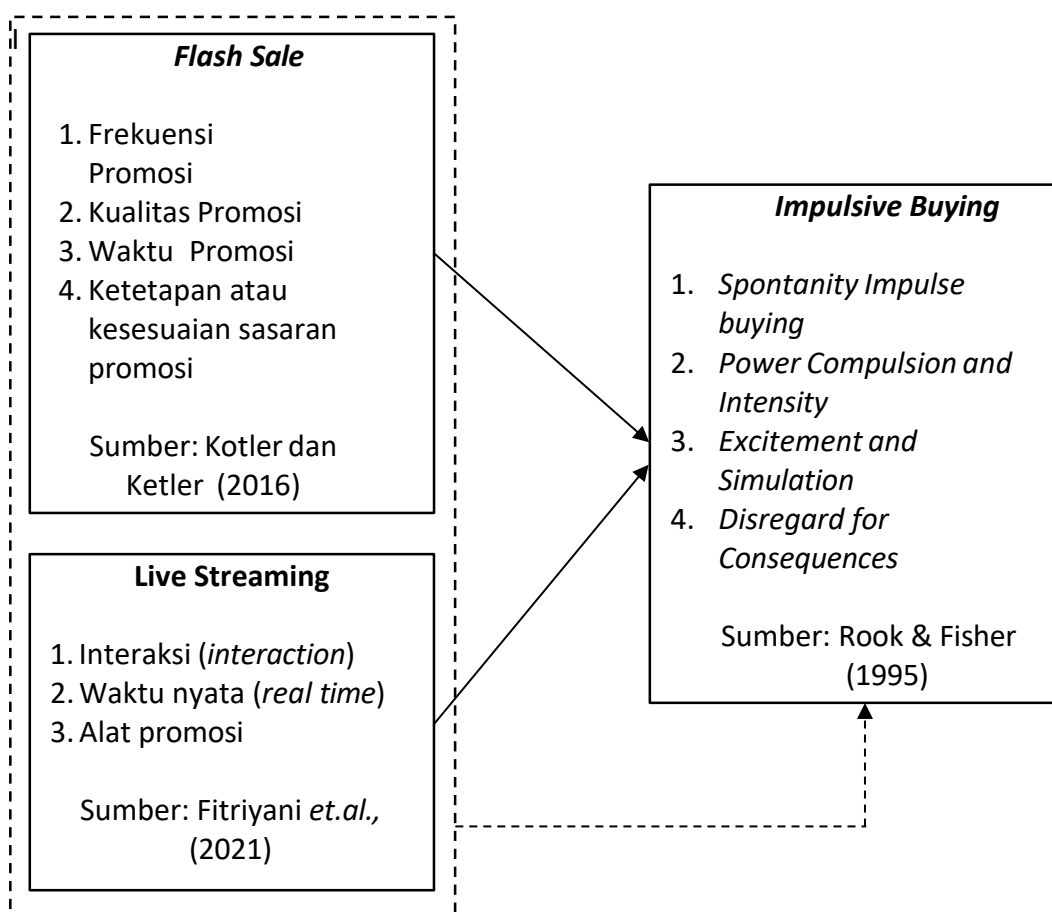 Flash Sale
1. Frekuensi
Promosi
2. Kualitas Promosi
3. Waktu Promosi
4. Ketetapan atau
kesesuaian sasaran
promosi
Sumber: Kotler dan
Ketler (2016)
Live Streaming
1. Interaksi (interaction)
2. Waktu nyata (real time)
3. Alat promosi
Sumber: Fitriyani et.al.,
(2021)
Impulsive Buying
1. Spontanity Impulse
buying
2. Power Compulsion and
Intensity
3. Excitement and
Simulation
4. Disregard for
Consequences
Sumber: Rook & Fisher
(1995)